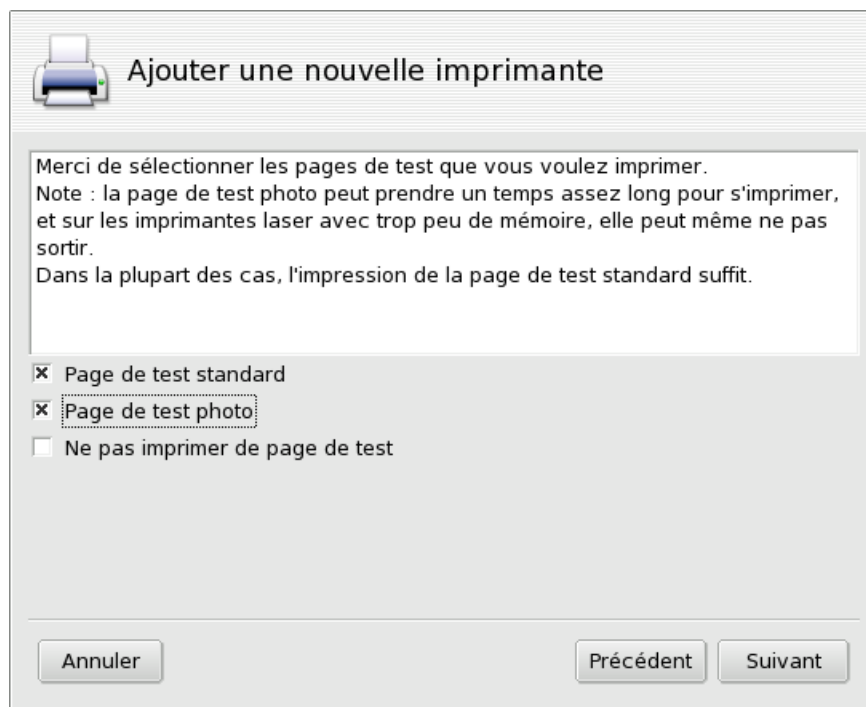 Ajouter une nouvelle imprimante
Merci de sélectionner les pages de test que vous voulez imprimer.
Note : la page de test photo peut prendre un temps assez long pour s'imprimer,
et sur les imprimantes laser avec trop peu de mémoire, elle peut même ne pas
sortir.
Dans la plupart des cas, l'impression de la page de test standard suffit.
Page de test standard
Page de test photo
Ne pas imprimer de page de test
Annuler Précédent Suivant